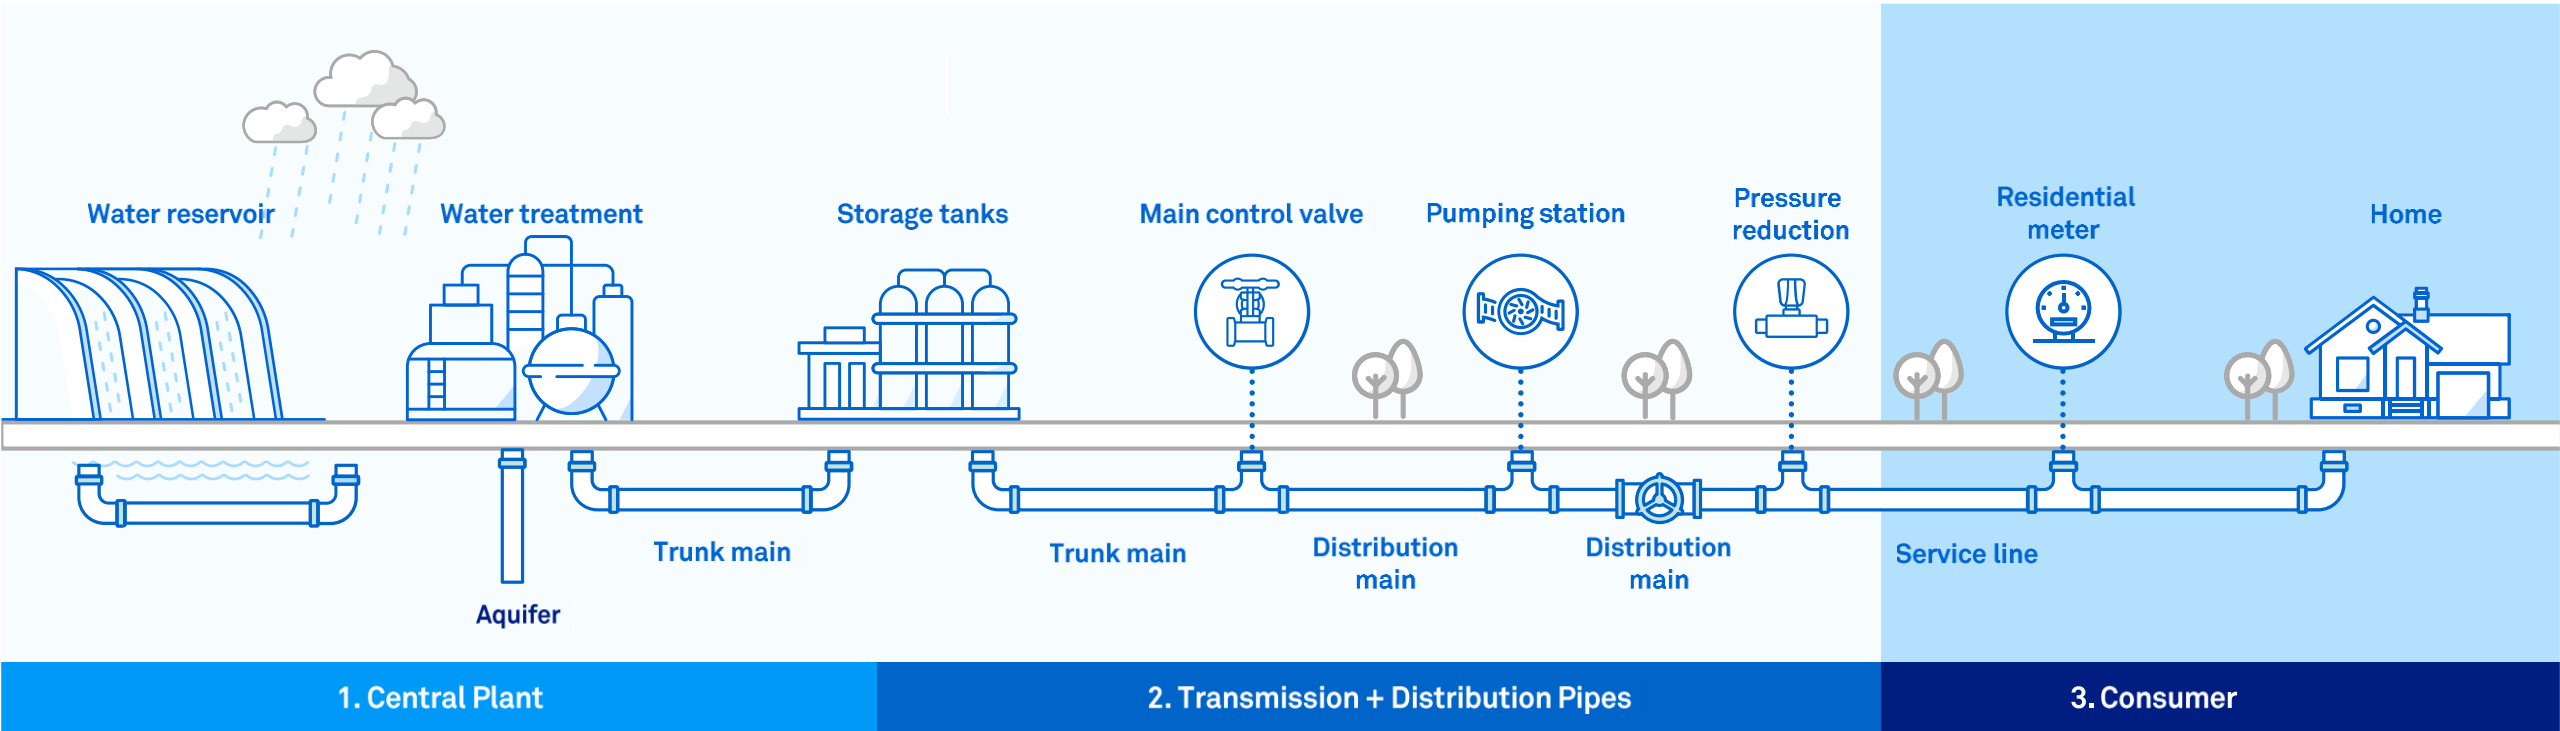 Water reservoir
Water treatment
Storage tanks
Main control valve
Pumping station
Pressure
reduction
Residential
meter
Home
Trunk main
Trunk main
Distribution
main
Distribution
main
Service line
Aquifer
1. Central Plant
2. Transmission + Distribution Pipes
3. Consumer